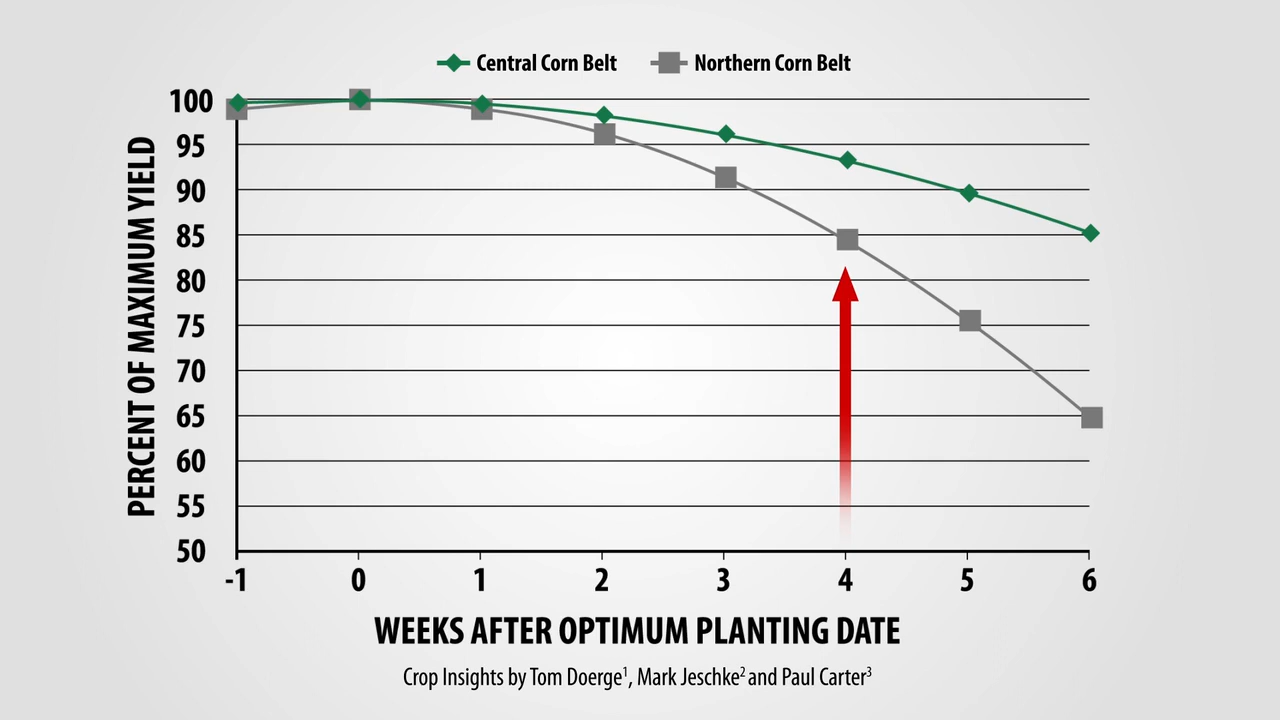 Central Corn Belt Northern Corn Belt
PERCENT OF MAXIMUM YIELD
100
95
90
85
80
75
70
65
60
55
50
-1 0 1 2 3 4 5 6
WEEKS AFTER OPTIMUM PLANTING DATE
Crop Insights by Tom Doerge¹, Mark Jeschke² and Paul Carter³